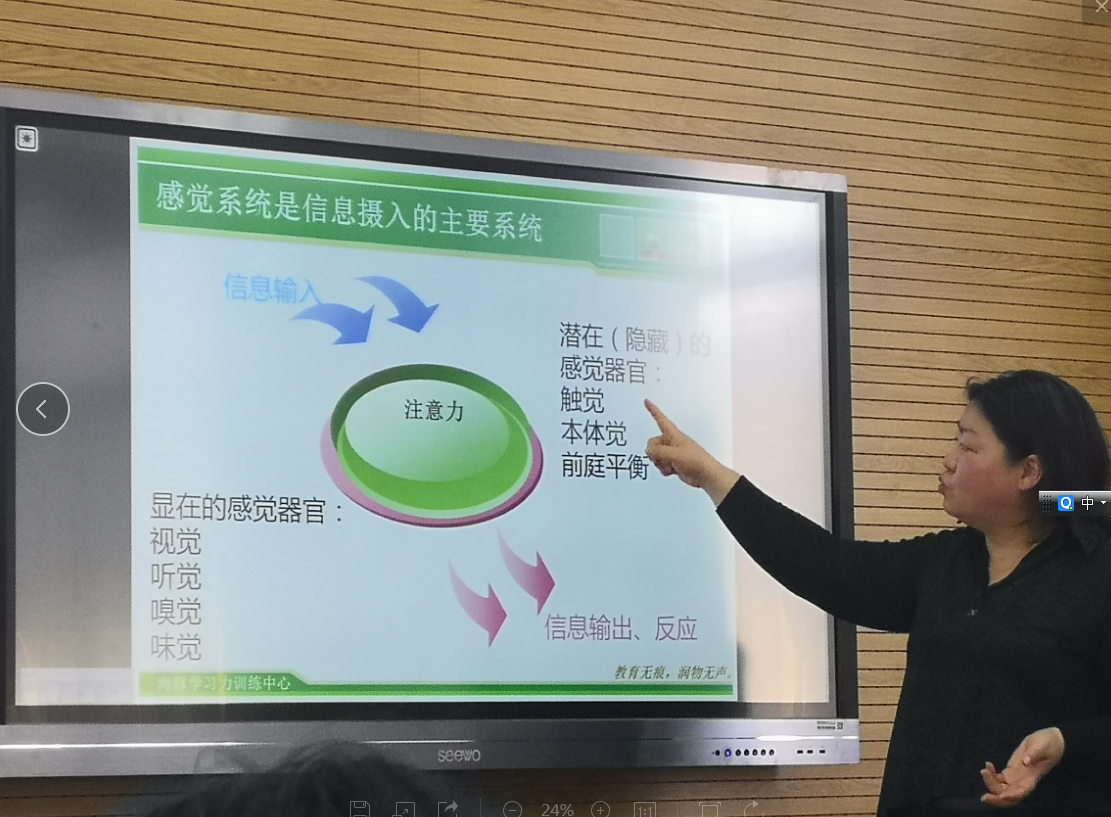 感觉系统是信息摄入的主要系统
信息输入
潜在（隐藏）的
感觉器官：
触觉
本体觉
前庭平衡
注意力
显在的感觉器官：
视觉
听觉
嗅觉
味觉
信息输出、反应
教育无痕，润物无声。
学习力训练中心
seewo
中
24%
1:1